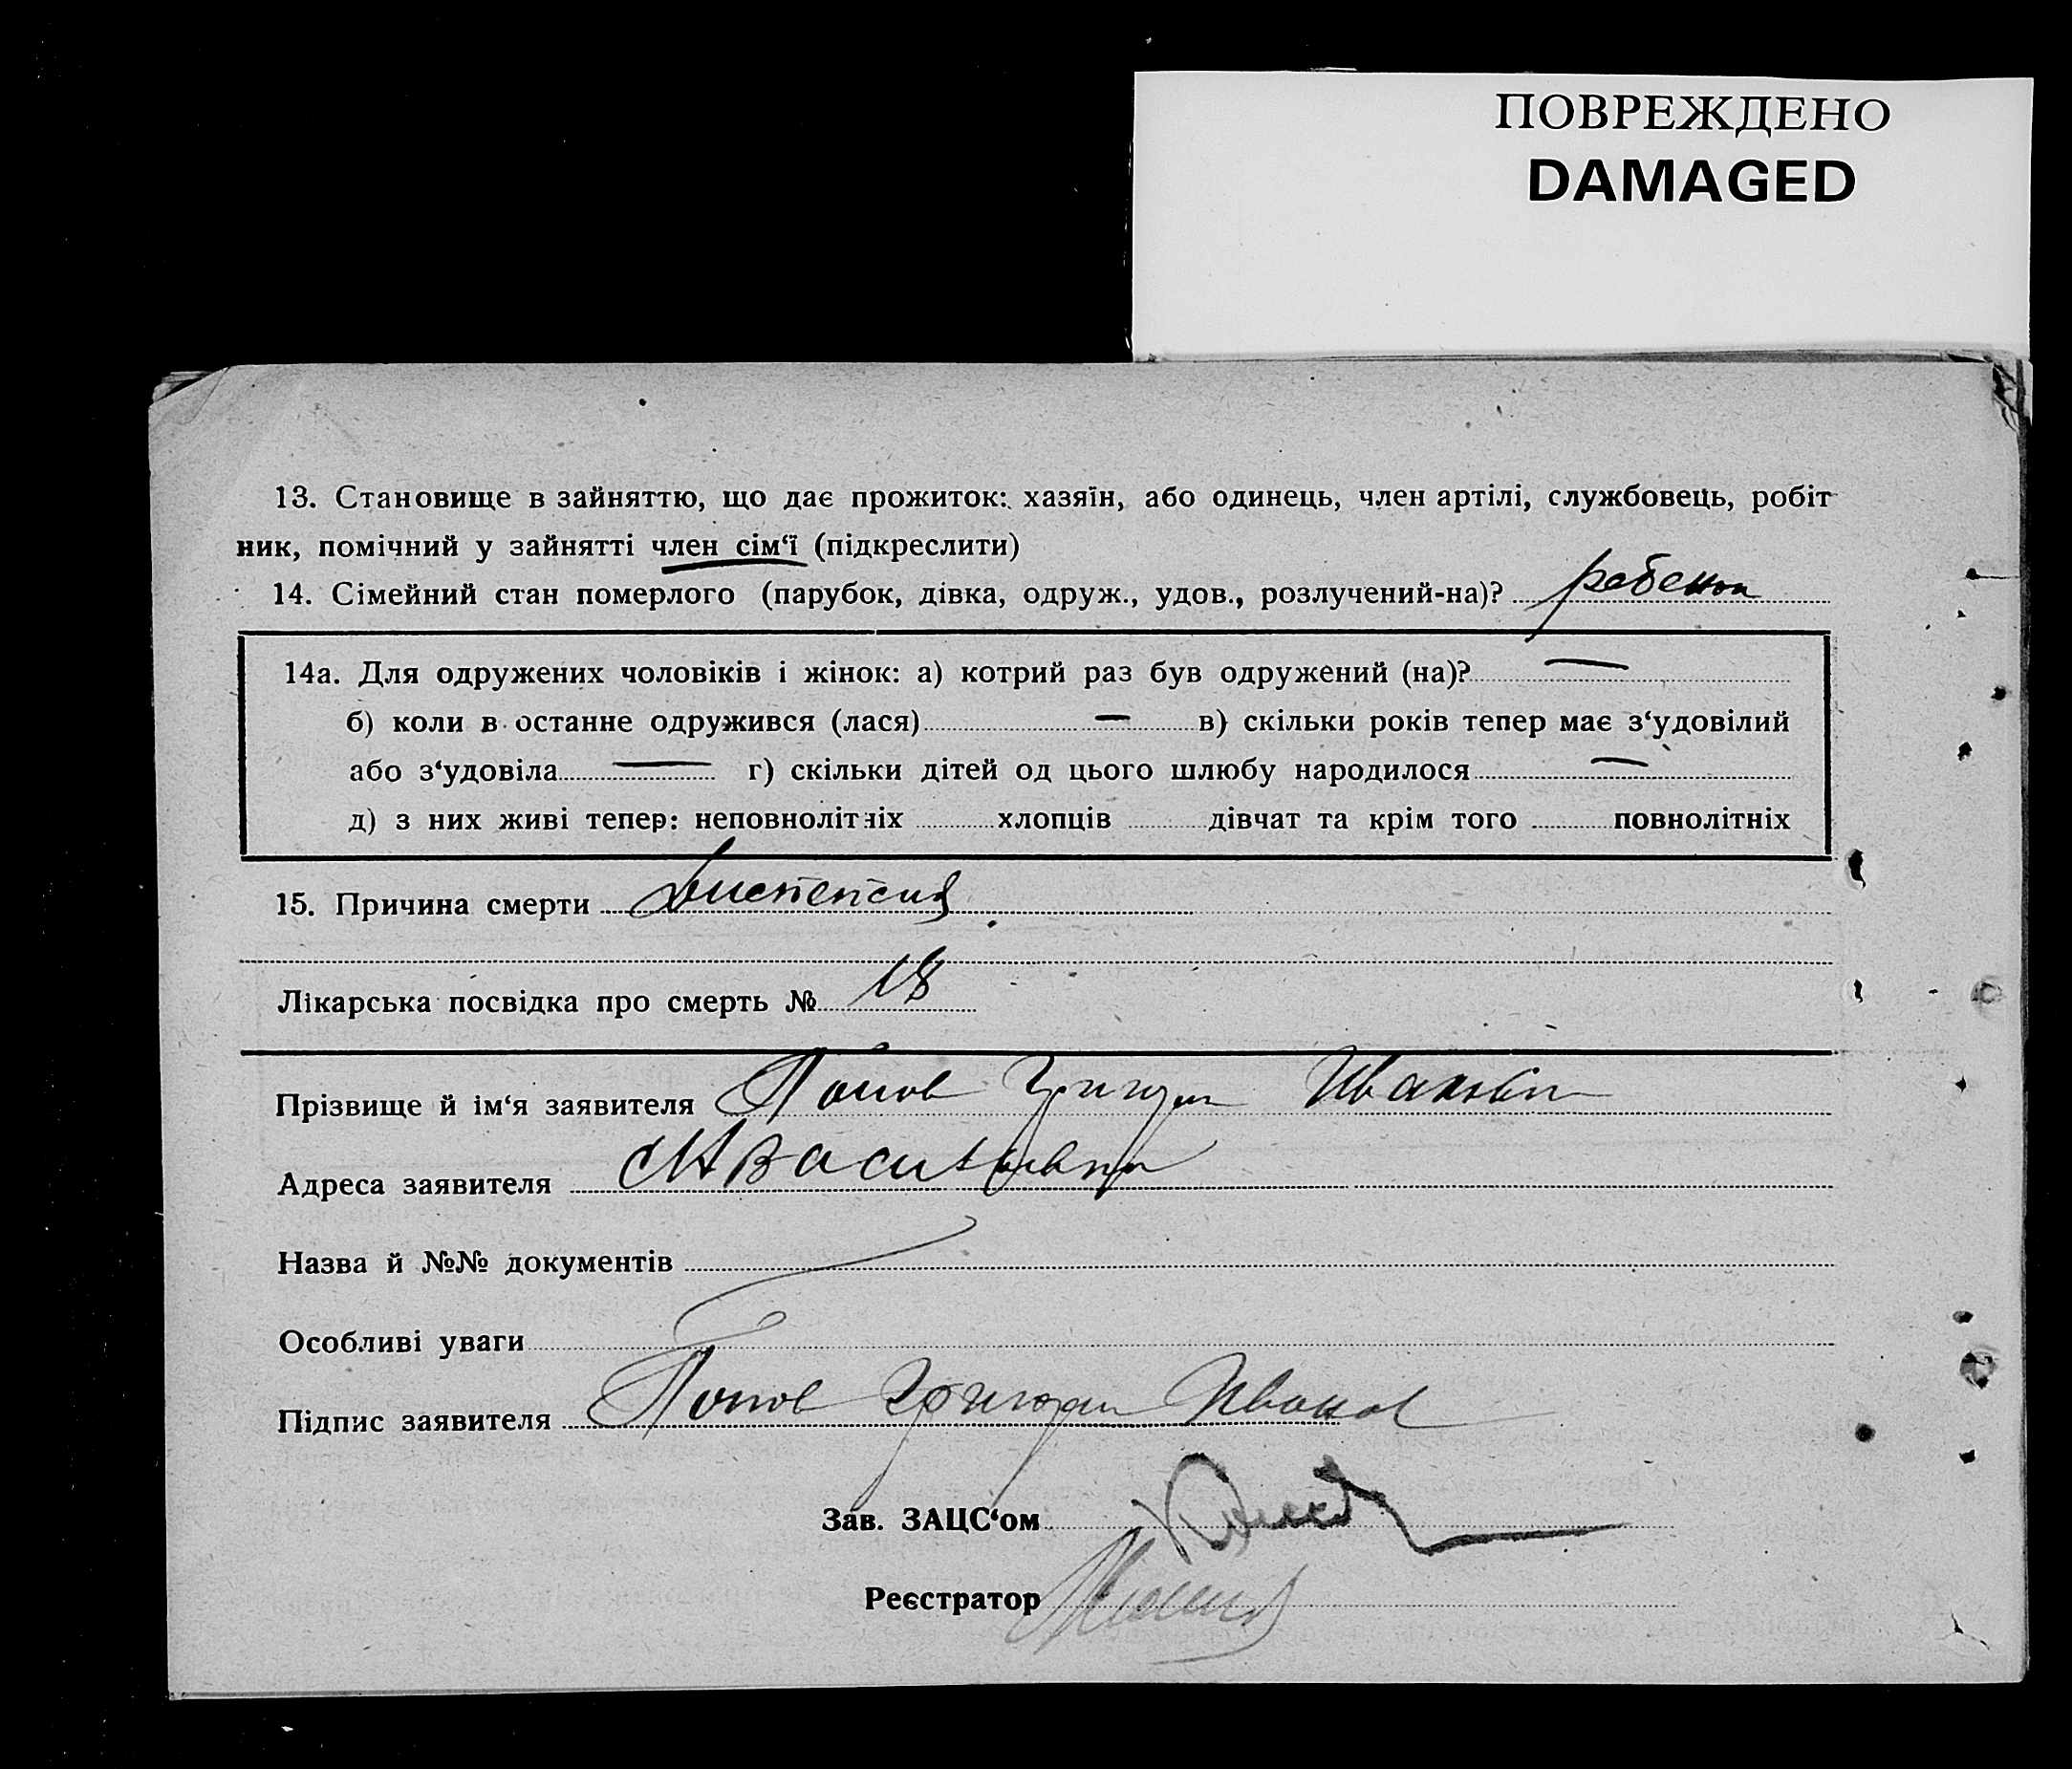 ПОВРЕЖДЕНО
DAMAGED
13. Становище в зайняттю, що дає прожиток: хазяїн, або одинець, член артілі, службовець, робіт
ник, помічний у зайнятті член сім‘ї (підкреслити)
14. Сімейний стан померлого (парубок, дівка, одруж., удов., розлучений-на)? ребенок
14а. Для одружених чоловіків і жінок: а) котрий раз був одружений (на)? —
б) коли в останне одружився (лася) — в) скільки років тепер має з‘удовілий
або з‘удовіла — г) скільки дітей од цього шлюбу народилося —
д) з них живі тепер: неповнолітніх хлопців дівчат та крім того повнолітніх
15. Причина смерти Диспепсия
Лікарська посвідка про смерть № 18
Прізвище й ім‘я заявителя Попов Григори Иванович
Адреса заявителя
Назва й №№ документів
Особливі уваги
Підпис заявителя Попов Григори Иванов
Зав. ЗАЦС‘ом
Реєстратор